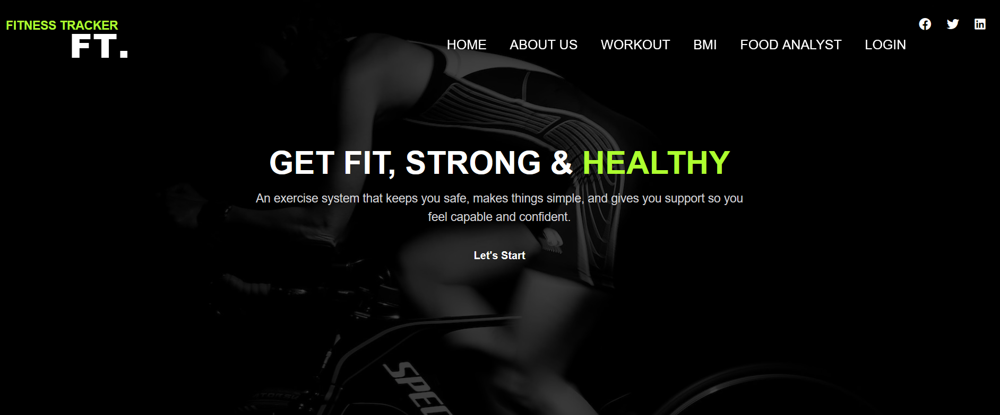 FITNESS TRACKER
FT.
HOME ABOUT US WORKOUT BMI FOOD ANALYST LOGIN
GET FIT, STRONG & HEALTHY
An exercise system that keeps you safe, makes things simple, and gives you support so you
feel capable and confident.
Let's Start
SPEC